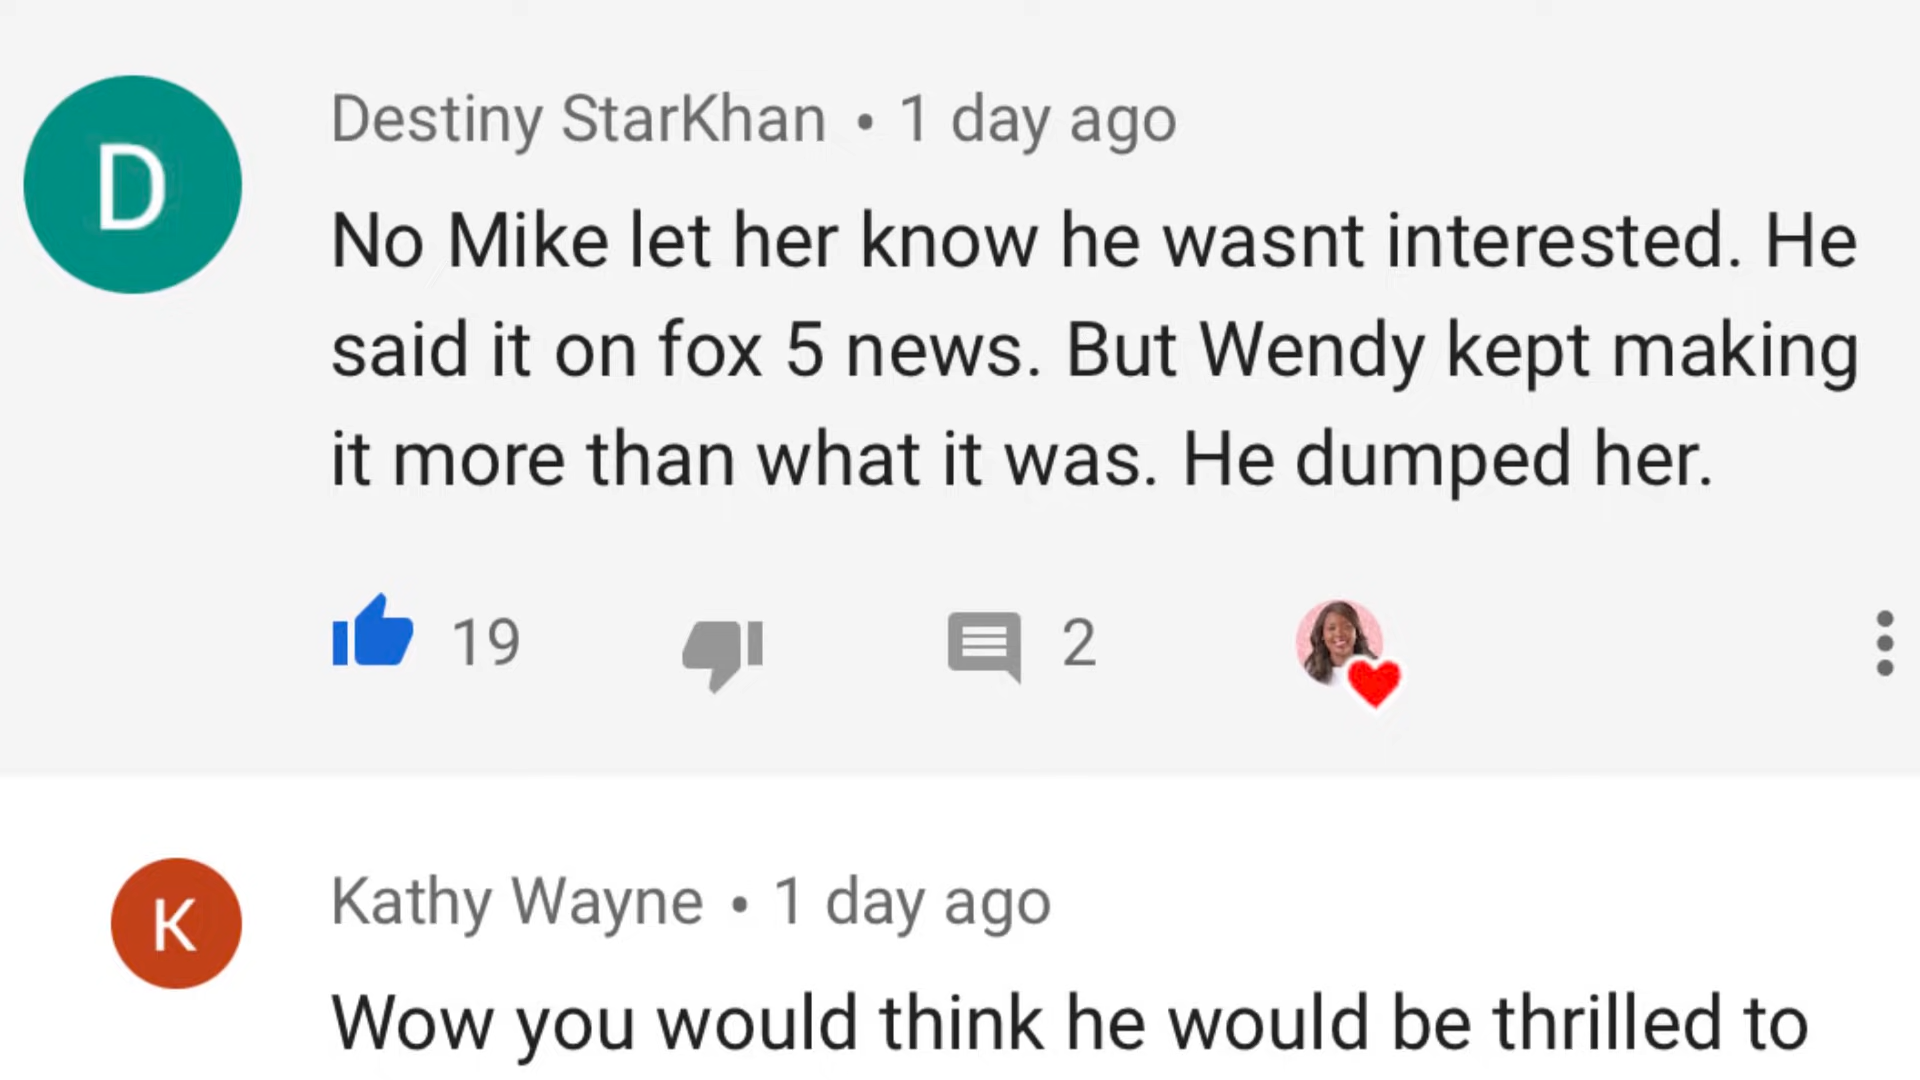 D
Destiny StarKhan • 1 day ago
No Mike let her know he wasnt interested. He
said it on fox 5 news. But Wendy kept making
it more than what it was. He dumped her.
19
2
K
Kathy Wayne • 1 day ago
Wow you would think he would be thrilled to